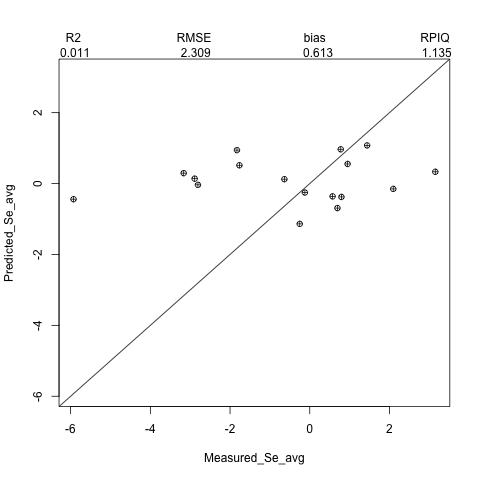 R2 RMSE bias RPIQ
0.011 2.309 0.613 1.135
2
0
-2
-4
-6
Predicted_Se_avg
-6 -4 -2 0 2
Measured_Se_avg